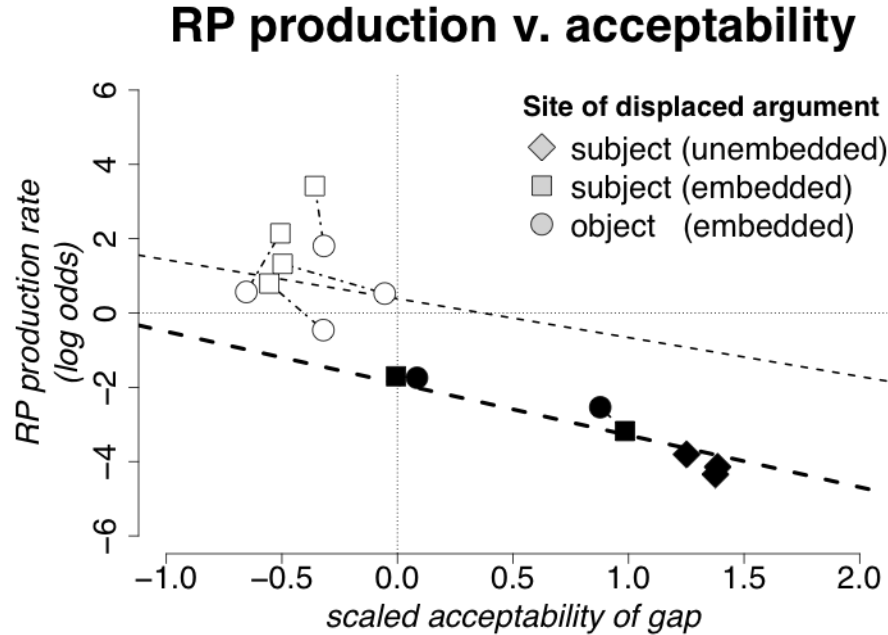 RP production v. acceptability
Site of displaced argument
subject (unembedded)
subject (embedded)
object (embedded)
RP production rate
(log odds)
6
4
2
0
−2
−4
−6
−1.0 −0.5 0.0 0.5 1.0 1.5 2.0
scaled acceptability of gap